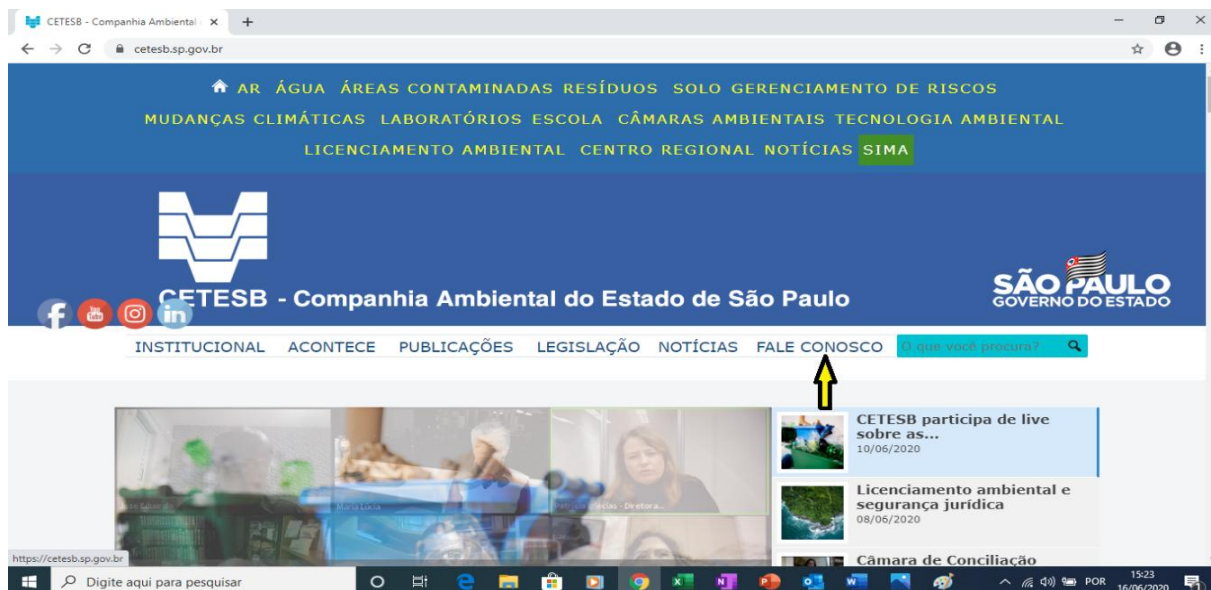 CETESB - Companhia Ambiental
cetesb.sp.gov.br
AR ÁGUA ÁREAS CONTAMINADAS RESÍDUOS SOLO GERENCIAMENTO DE RISCOS
MUDANÇAS CLIMÁTICAS LABORATÓRIOS ESCOLA CÂMARAS AMBIENTAIS TECNOLOGIA AMBIENTAL
LICENCIAMENTO AMBIENTAL CENTRO REGIONAL NOTÍCIAS SIMA
CETESB - Companhia Ambiental do Estado de São Paulo
SÃO PAULO
GOVERNO DO ESTADO
INSTITUCIONAL ACONTECE PUBLICAÇÕES LEGISLAÇÃO NOTÍCIAS FALE CONOSCO O que você procura?
CETESB participa de live
sobre as...
10/06/2020
Licenciamento ambiental e
segurança jurídica
08/06/2020
Câmara de Conciliação
Maria Lúcia
https://cetesb.sp.gov.br
Digite aqui para pesquisar
POR
15:23
16/06/2020